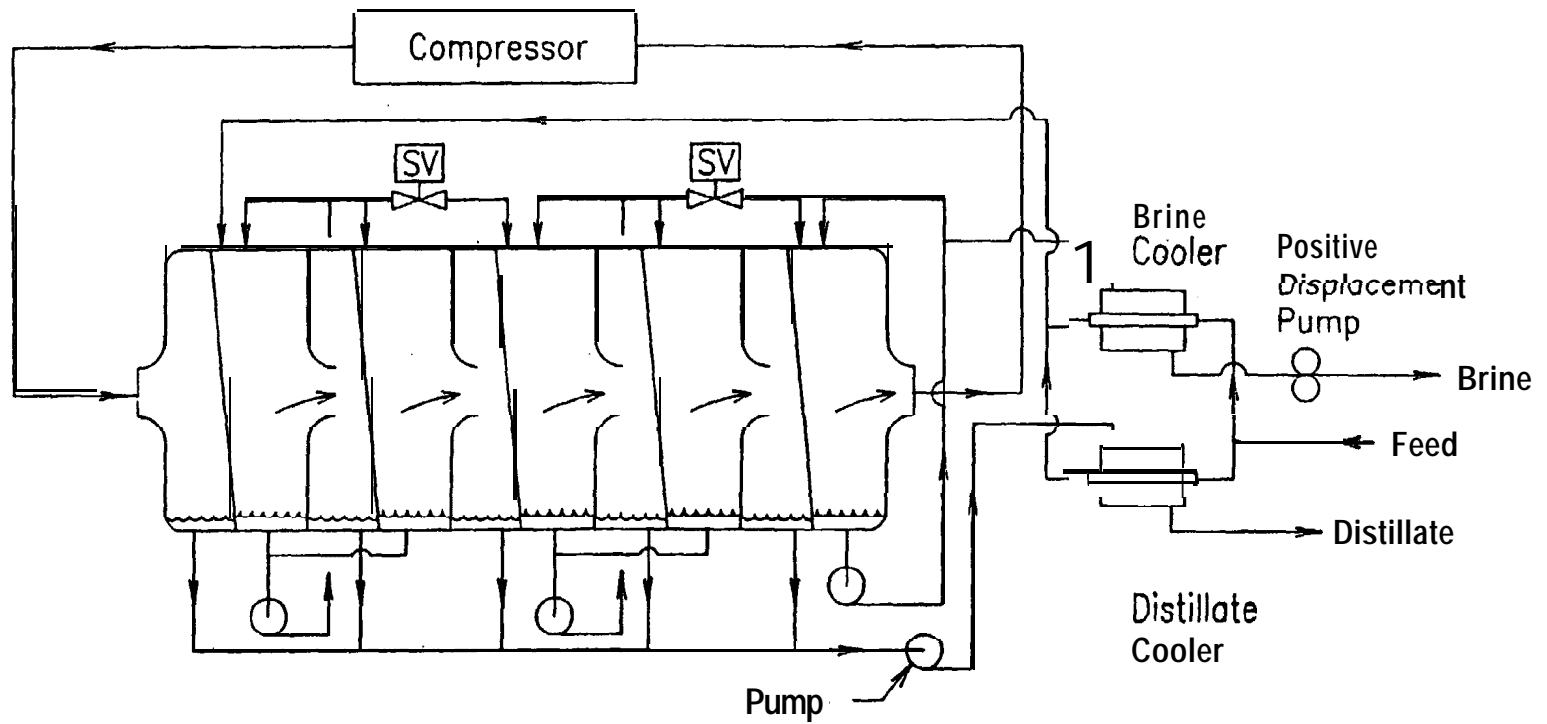 Compressor
SV
SV
1
Brine
Cooler
Positive
Displacement
Pump
Brine
Feed
Distillate
Distillate
Cooler
Pump